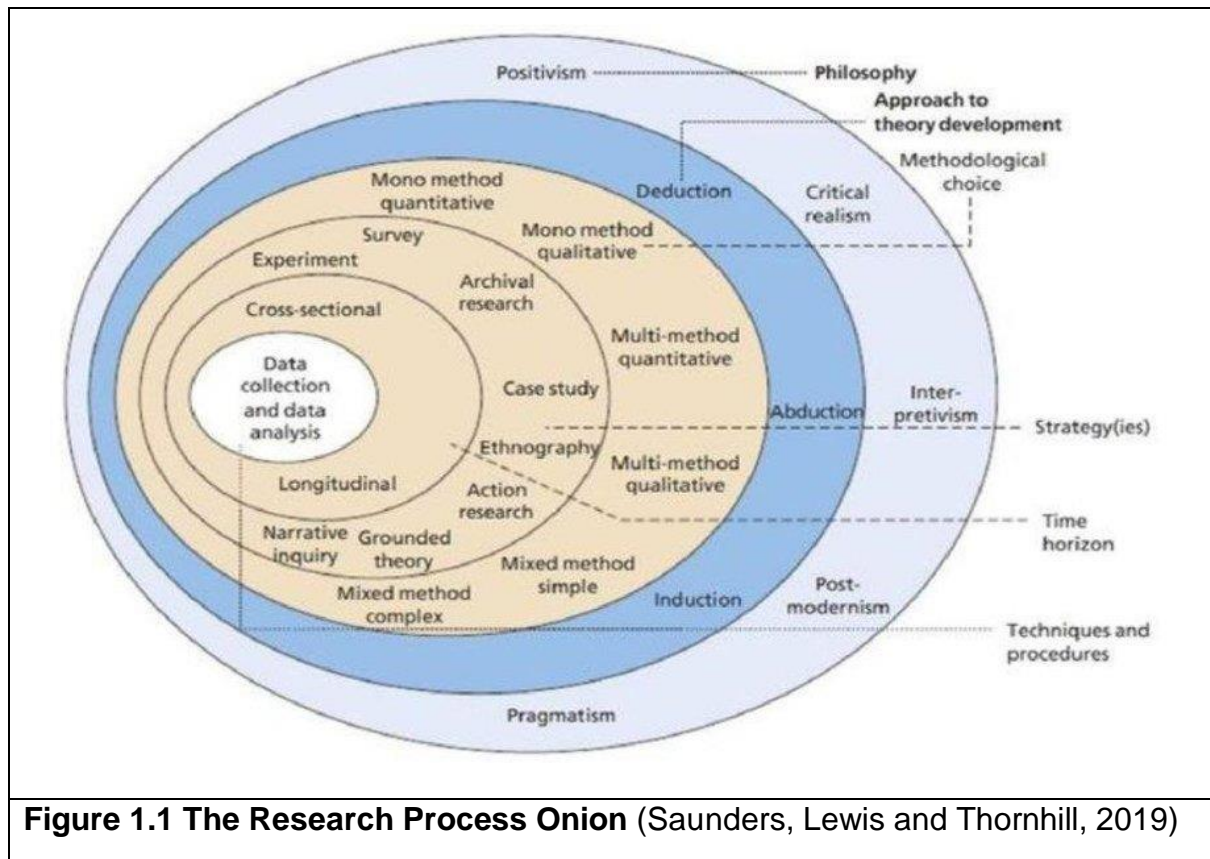 Positivism
Philosophy
Approach to
theory development
Methodological
choice
Mono method
quantitative
Deduction
Critical
realism
Survey
Mono method
qualitative
Experiment
Archival
research
Cross-sectional
Multi-method
quantitative
Data
collection
and data
analysis
Case study
Abduction
Inter-
pretivism
Strategy(ies)
Ethnography
Multi-method
qualitative
Longitudinal
Action
research
Time
horizon
Narrative
inquiry
Grounded
theory
Mixed method
simple
Mixed method
complex
Induction
Post-
modernism
Techniques and
procedures
Pragmatism
Figure 1.1 The Research Process Onion (Saunders, Lewis and Thornhill, 2019)